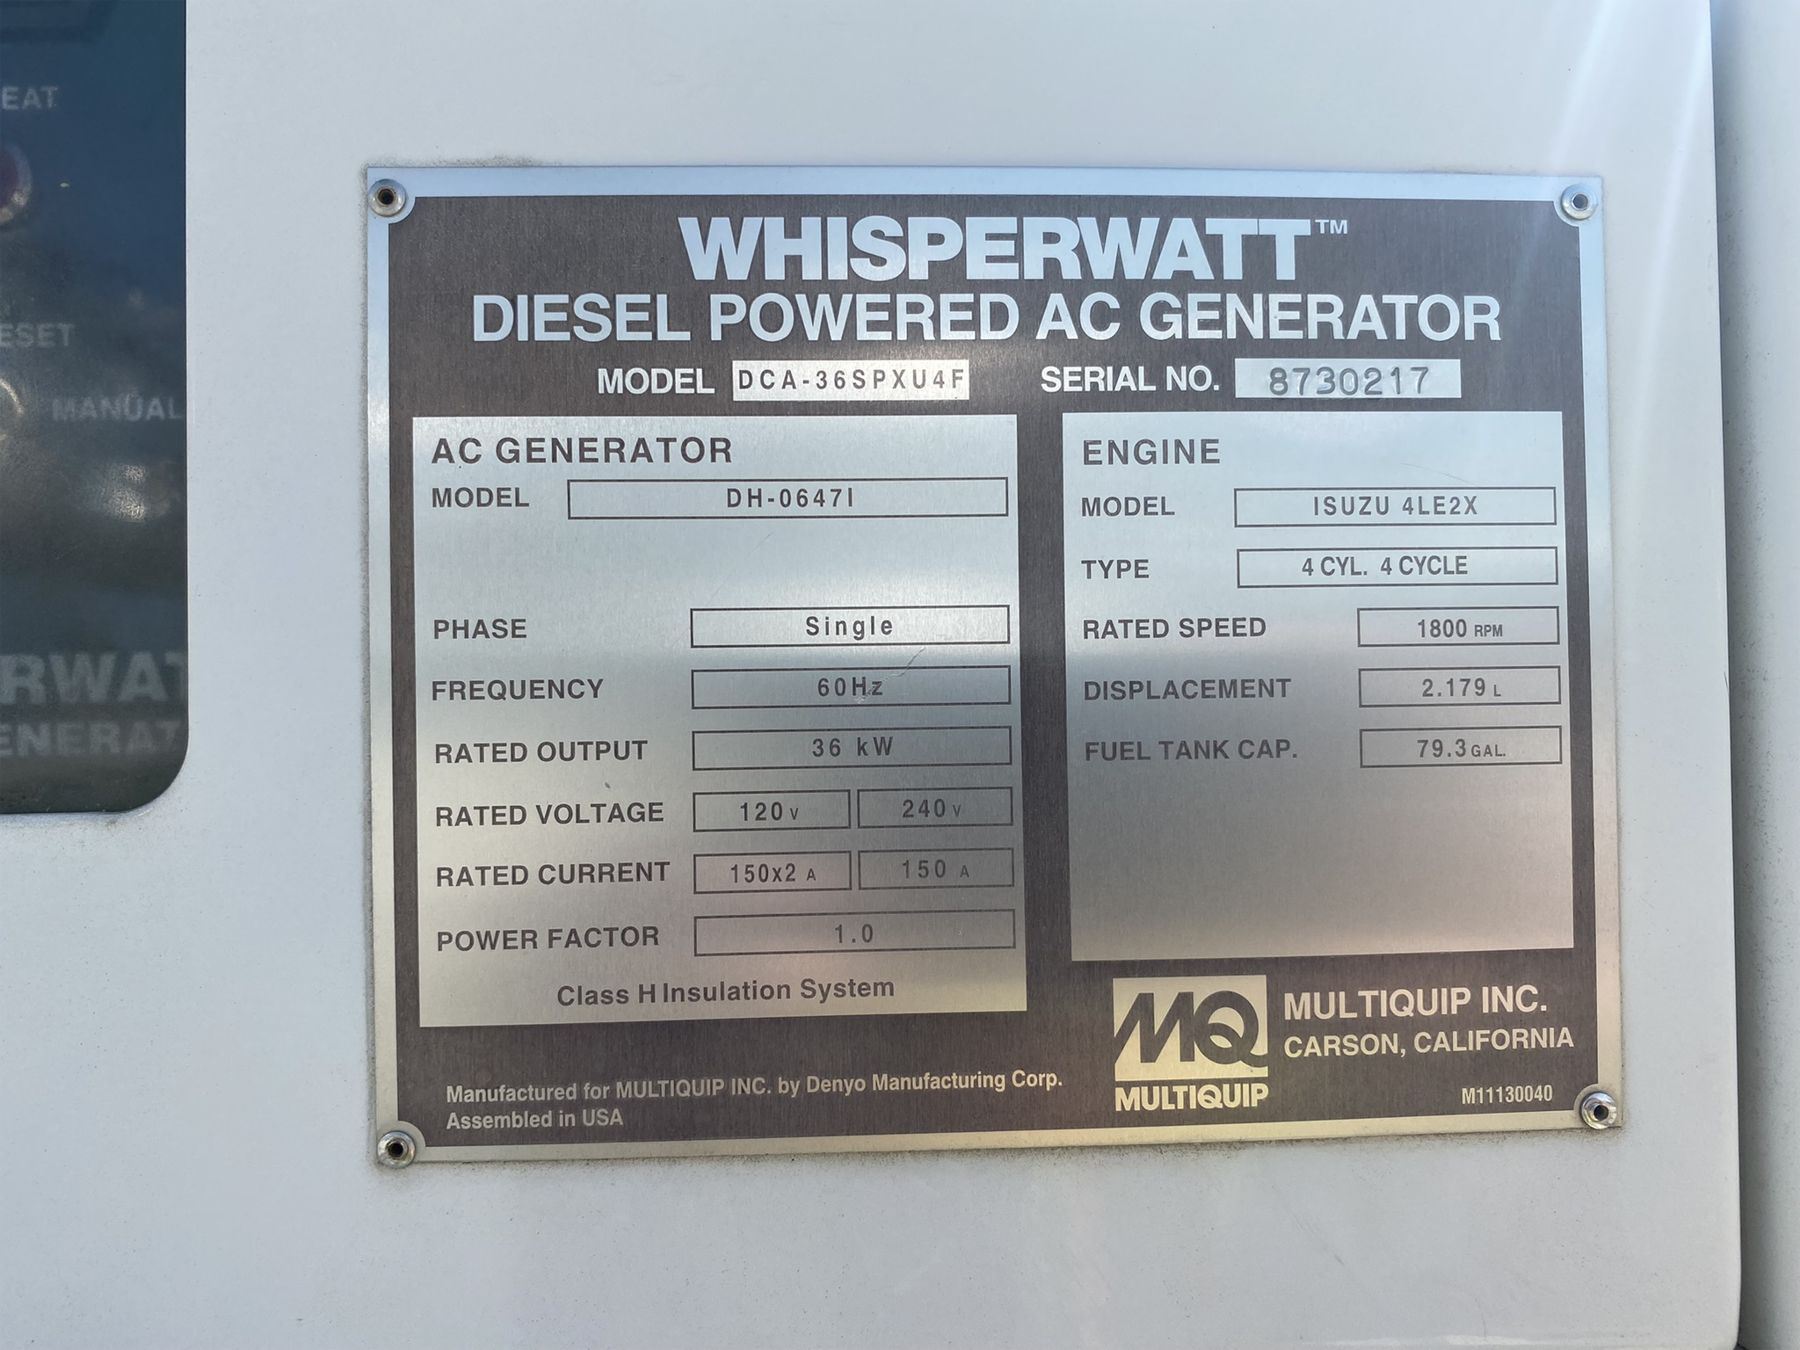 EAT
ESET
MANUAL
RWAT
ENERAT
WHISPERWATT™
DIESEL POWERED AC GENERATOR
MODEL DCA-36SPXU4F SERIAL NO. 8730217
AC GENERATOR
MODEL DH-0647I
PHASE Single
FREQUENCY 60Hz
RATED OUTPUT 36 kW
RATED VOLTAGE 120 V 240 V
RATED CURRENT 150x2 A 150 A
POWER FACTOR 1.0
Class H Insulation System
ENGINE
MODEL ISUZU 4LE2X
TYPE 4 CYL. 4 CYCLE
RATED SPEED 1800 RPM
DISPLACEMENT 2.179 L
FUEL TANK CAP. 79.3 GAL.
Manufactured for MULTIQUIP INC. by Denyo Manufacturing Corp.
Assembled in USA
MQ
MULTIQUIP
MULTIQUIP INC.
CARSON, CALIFORNIA
M11130040